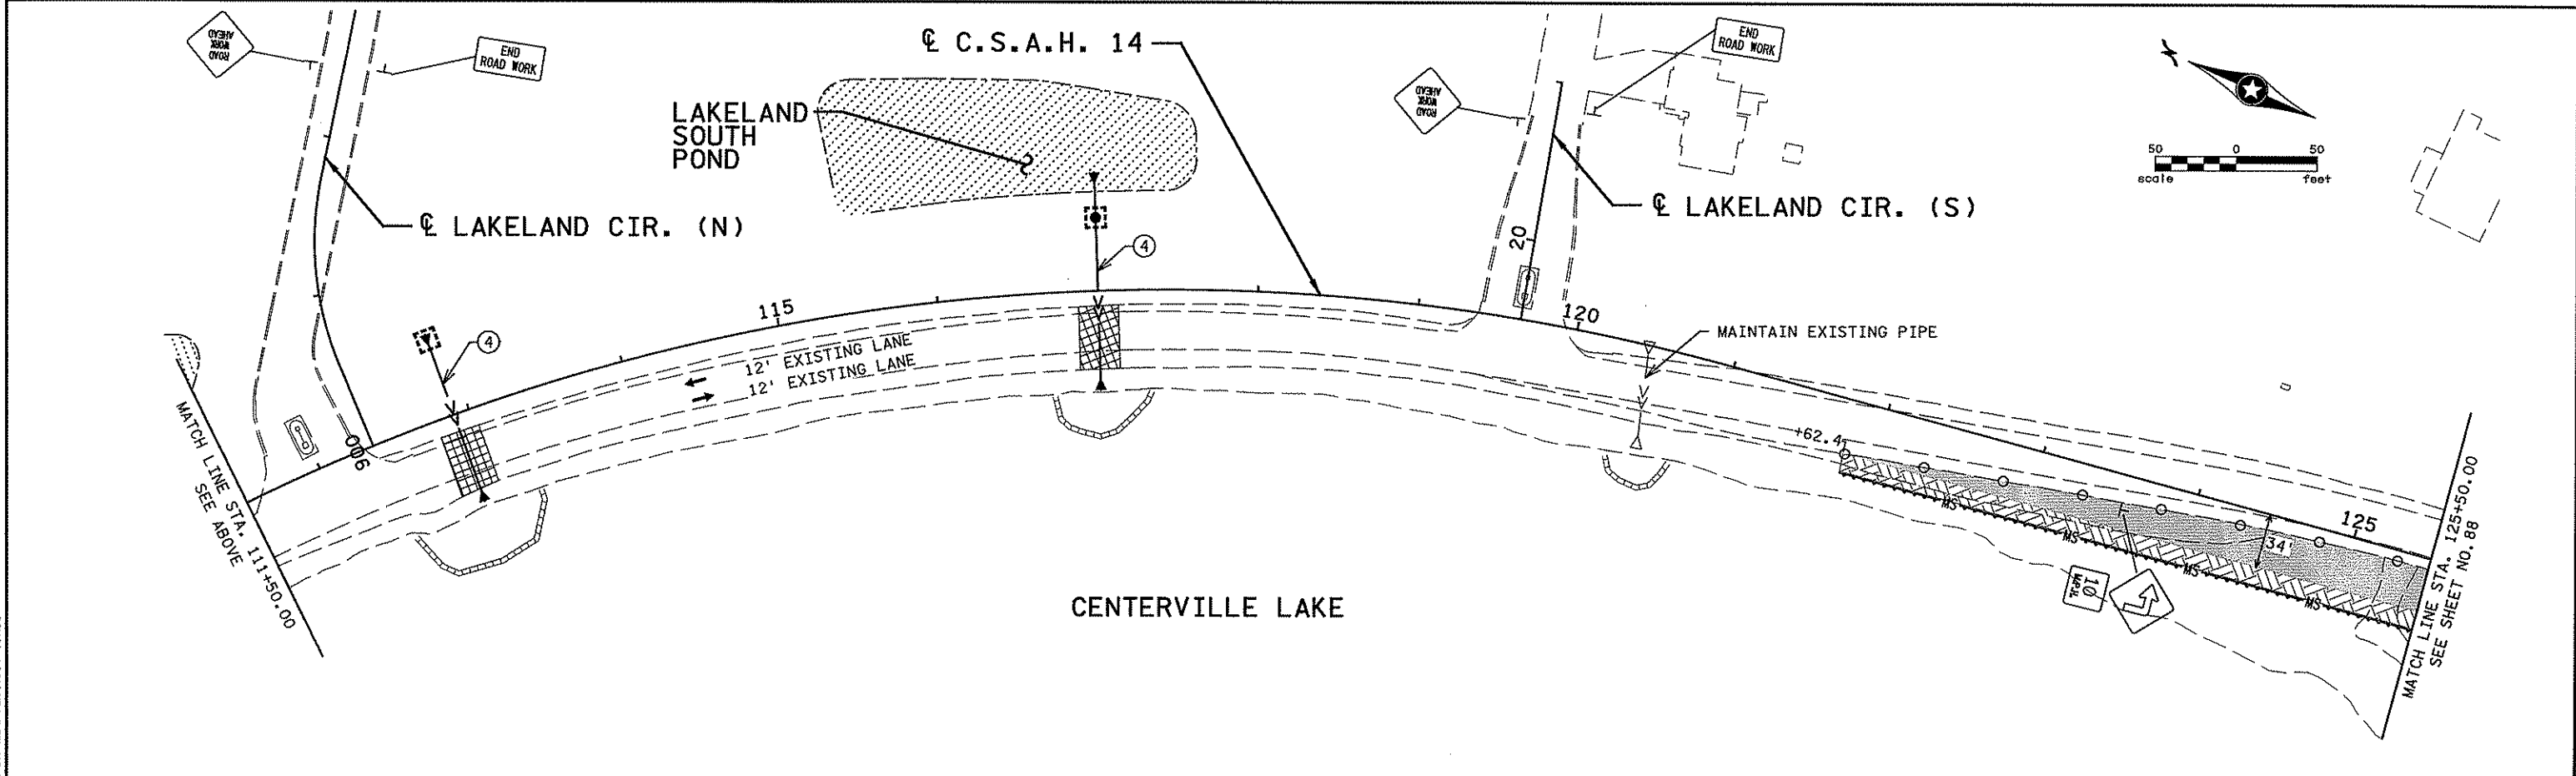 ROAD
WORK
AHEAD
END
ROAD WORK
℄ C.S.A.H. 14
END
ROAD WORK
ROAD
WORK
AHEAD
LAKELAND
SOUTH
POND
50 0 50
scale feet
℄ LAKELAND CIR. (N)
℄ LAKELAND CIR. (S)
20
4
4
115
120
12' EXISTING LANE
12' EXISTING LANE
MAINTAIN EXISTING PIPE
900
MATCH LINE STA. 111+50.00
SEE ABOVE
+62.4
MS
MS
MS
MS
34'
125
10
M.P.H.
CENTERVILLE LAKE
MATCH LINE STA. 125+50.00
SEE SHEET NO.88